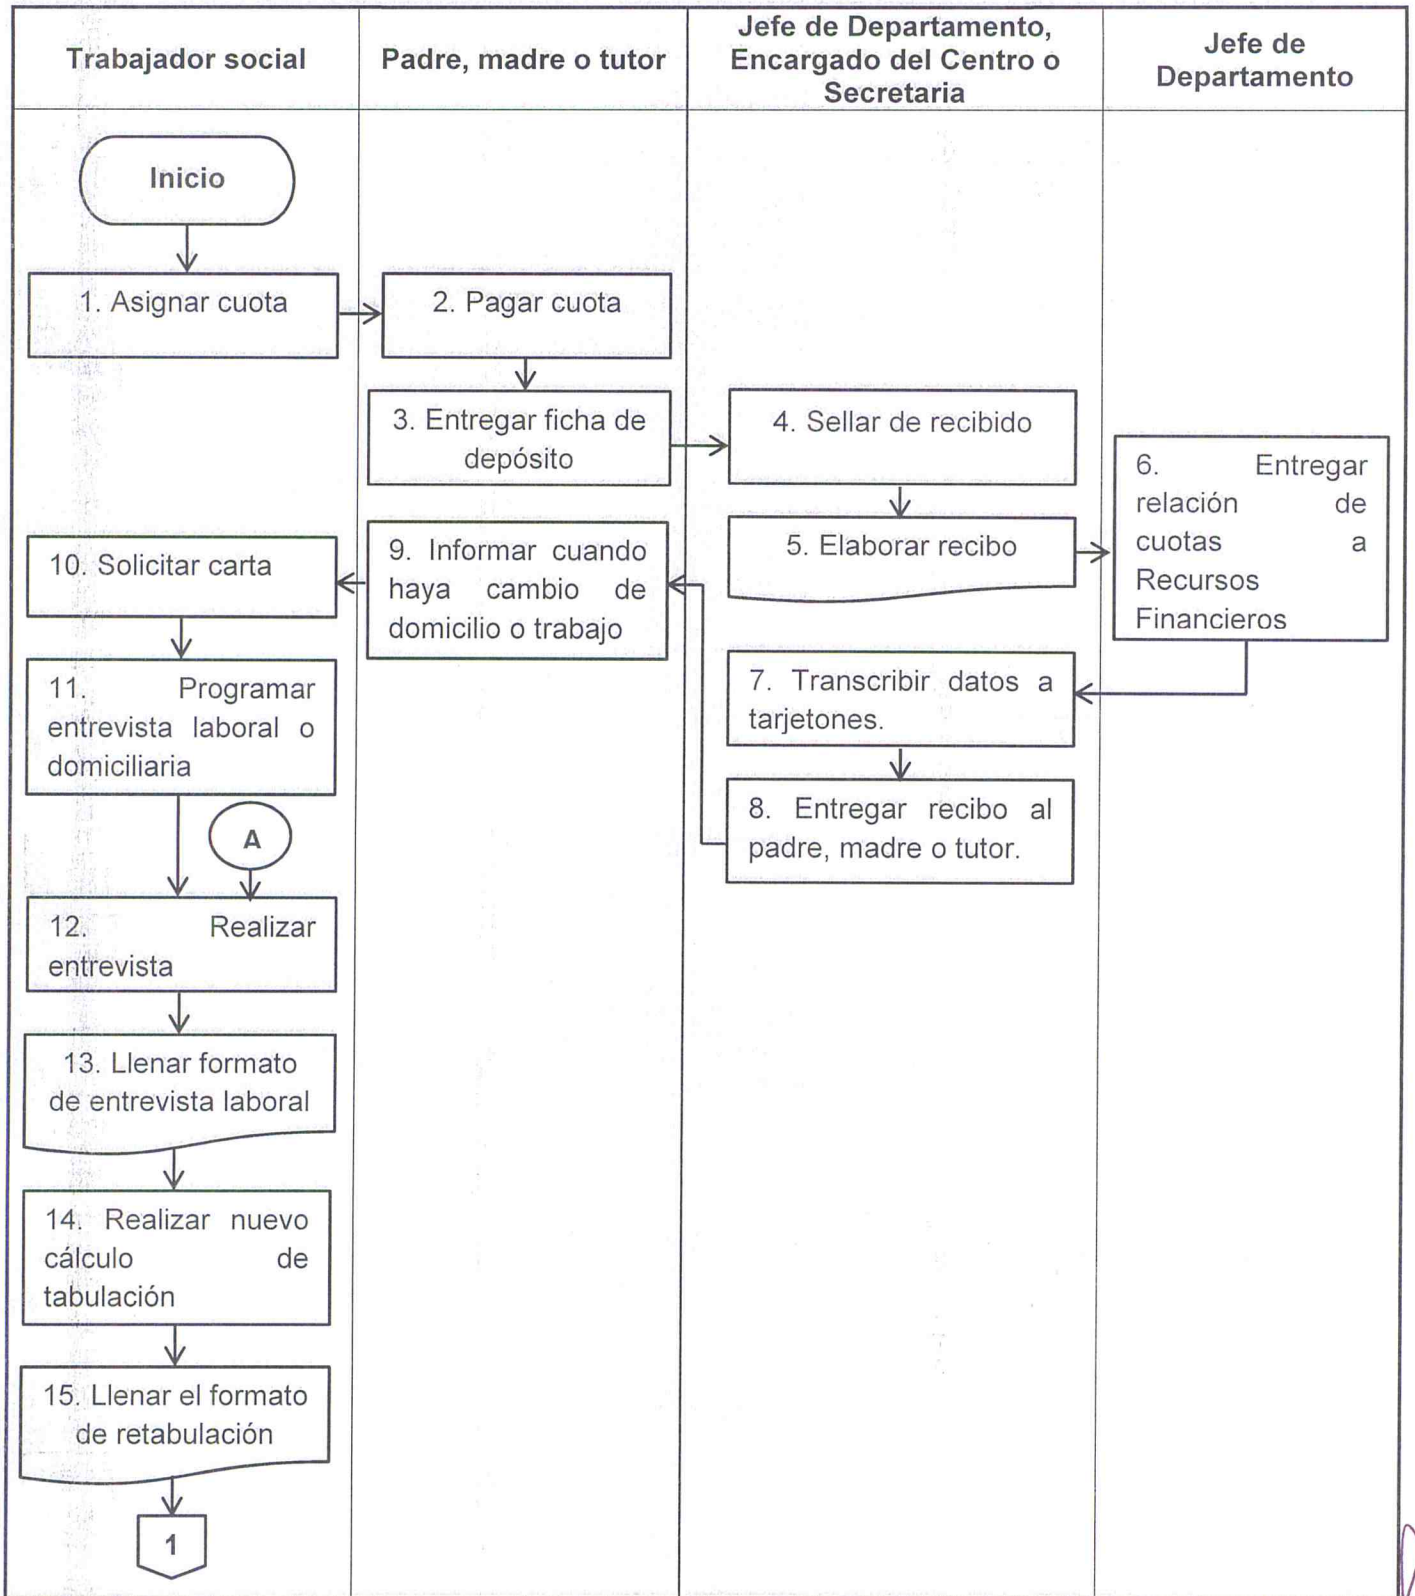 Trabajador social
Padre, madre o tutor
Jefe de Departamento,
Encargado del Centro o
Secretaria
Jefe de
Departamento
Inicio
1. Asignar cuota
2. Pagar cuota
3. Entregar ficha de
depósito
4. Sellar de recibido
5. Elaborar recibo
6. Entregar
relación de
cuotas a
Recursos
Financieros
7. Transcribir datos a
tarjetones.
8. Entregar recibo al
padre, madre o tutor.
9. Informar cuando
haya cambio de
domicilio o trabajo
10. Solicitar carta
11. Programar
entrevista laboral o
domiciliaria
A
12. Realizar
entrevista
13. Llenar formato
de entrevista laboral
14. Realizar nuevo
cálculo de
tabulación
15. Llenar el formato
de retabulación
1